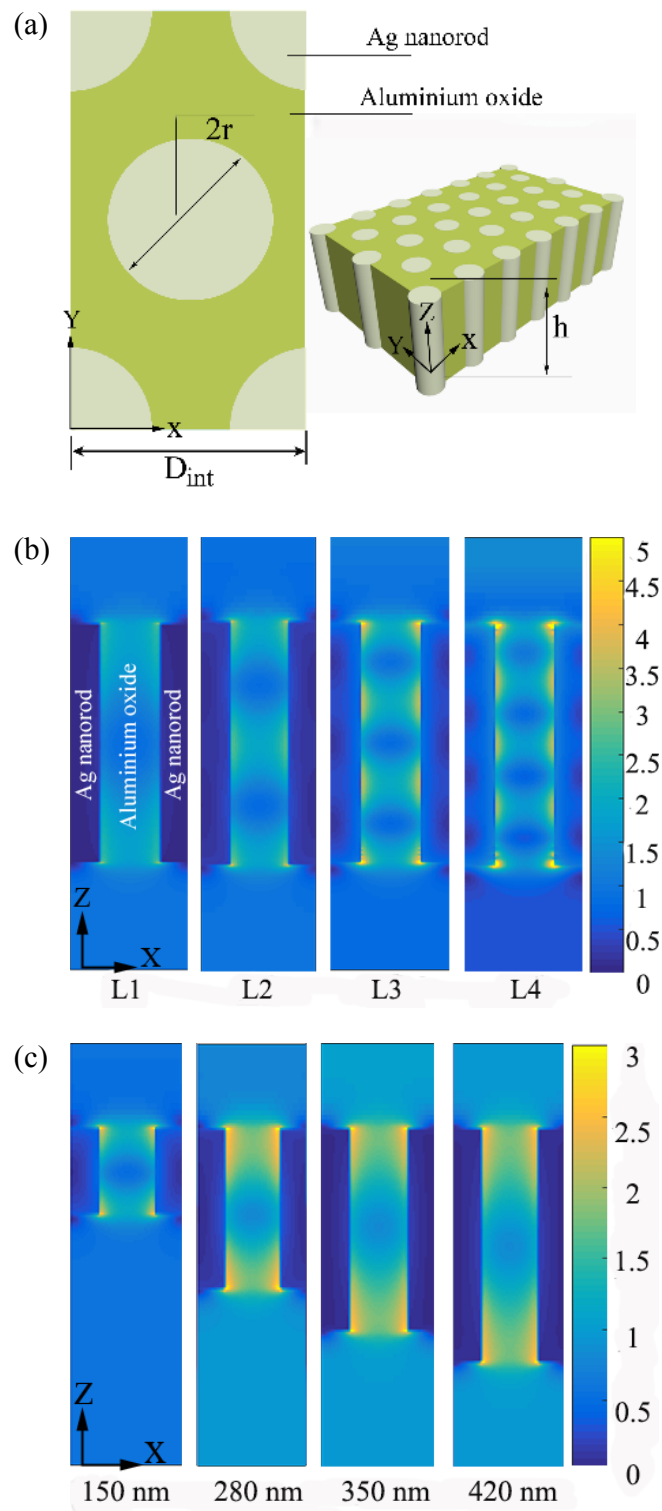 (a)
Ag nanorod
Aluminium oxide
2r
Y
x
D_int
Z
Y
X
h
(b)
5
4.5
4
3.5
3
2.5
2
1.5
1
0.5
0
Ag nanorod
Aluminium oxide
Ag nanorod
Z
X
L1
L2
L3
L4
(c)
3
2.5
2
1.5
1
0.5
0
Z
X
150 nm
280 nm
350 nm
420 nm